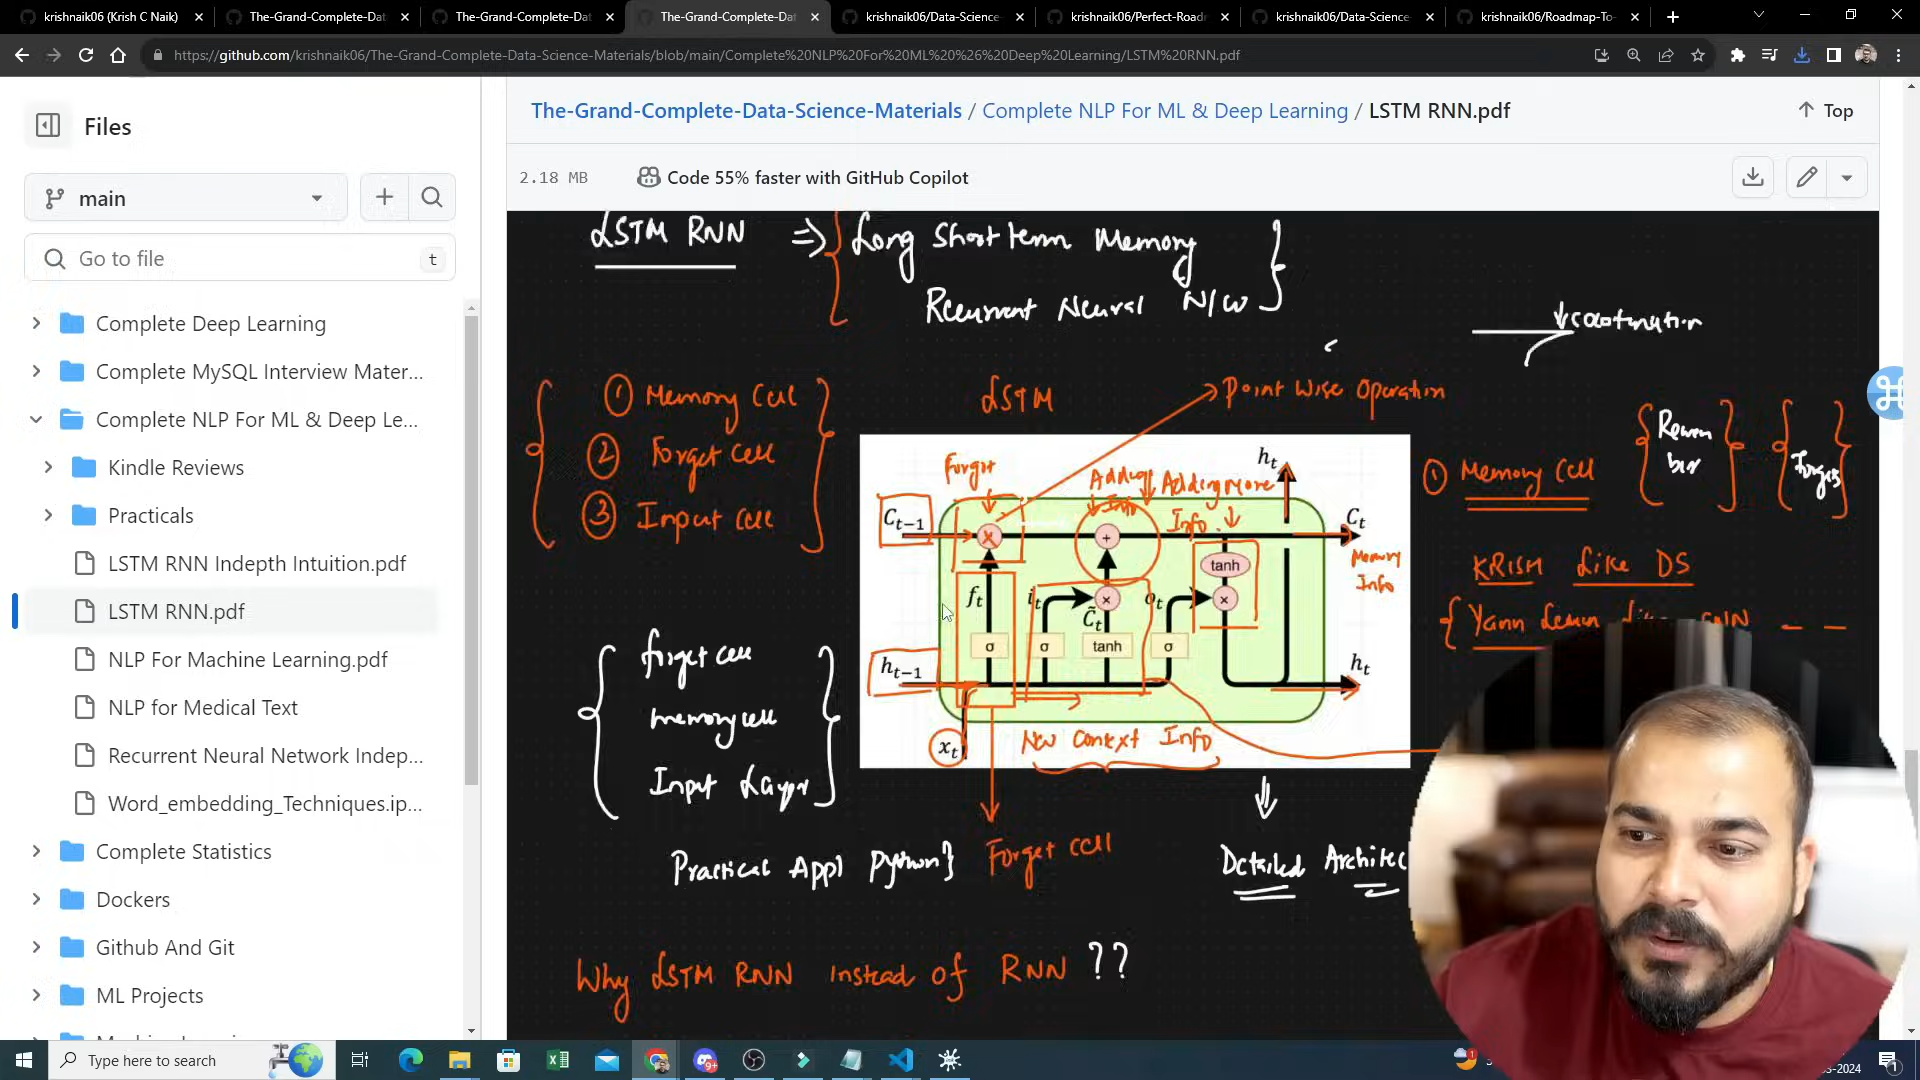 krishnaik06 (Krish C Naik)
The-Grand-Complete-Dat
The-Grand-Complete-Dat
The-Grand-Complete-Dat
krishnaik06/Data-Science-
krishnaik06/Perfect-Road
krishnaik06/Data-Science-
krishnaik06/Roadmap-To-
https://github.com/krishnaik06/The-Grand-Complete-Data-Science-Materials/blob/main/Complete%20NLP%20For%20ML%20%26%20Deep%20Learning/LSTM%20RNN.pdf
Files
main
Go to file
t
Complete Deep Learning
Complete MySQL Interview Mater...
Complete NLP For ML & Deep Le...
Kindle Reviews
Practicals
LSTM RNN Indepth Intuition.pdf
LSTM RNN.pdf
NLP For Machine Learning.pdf
NLP for Medical Text
Recurrent Neural Network Indep...
Word_embedding_Techniques.ip...
Complete Statistics
Dockers
Github And Git
ML Projects
The-Grand-Complete-Data-Science-Materials / Complete NLP For ML & Deep Learning / LSTM RNN.pdf
Top
2.18 MB
Code 55% faster with GitHub Copilot
LSTM RNN ⇒ { Long Short term Memory
Recurrent Neural N/W }
① Memory Cell
② Forget cell
③ Input cell
LSTM
Point Wise Operation
Forget
Adding Info
Adding More Info
h_t
C_{t-1}
C_t
Memory Info
tanh
f_t
i_t
C̃_t
o_t
σ
σ
tanh
σ
h_{t-1}
h_t
x_t
New Context Info
① Memory Cell
KRISH Like DS
forget cell
memory cell
Input Layer
Practical Appl Python}
Forget cell
Detailed Architec
Why LSTM RNN instead of RNN ??
Type here to search
-2024